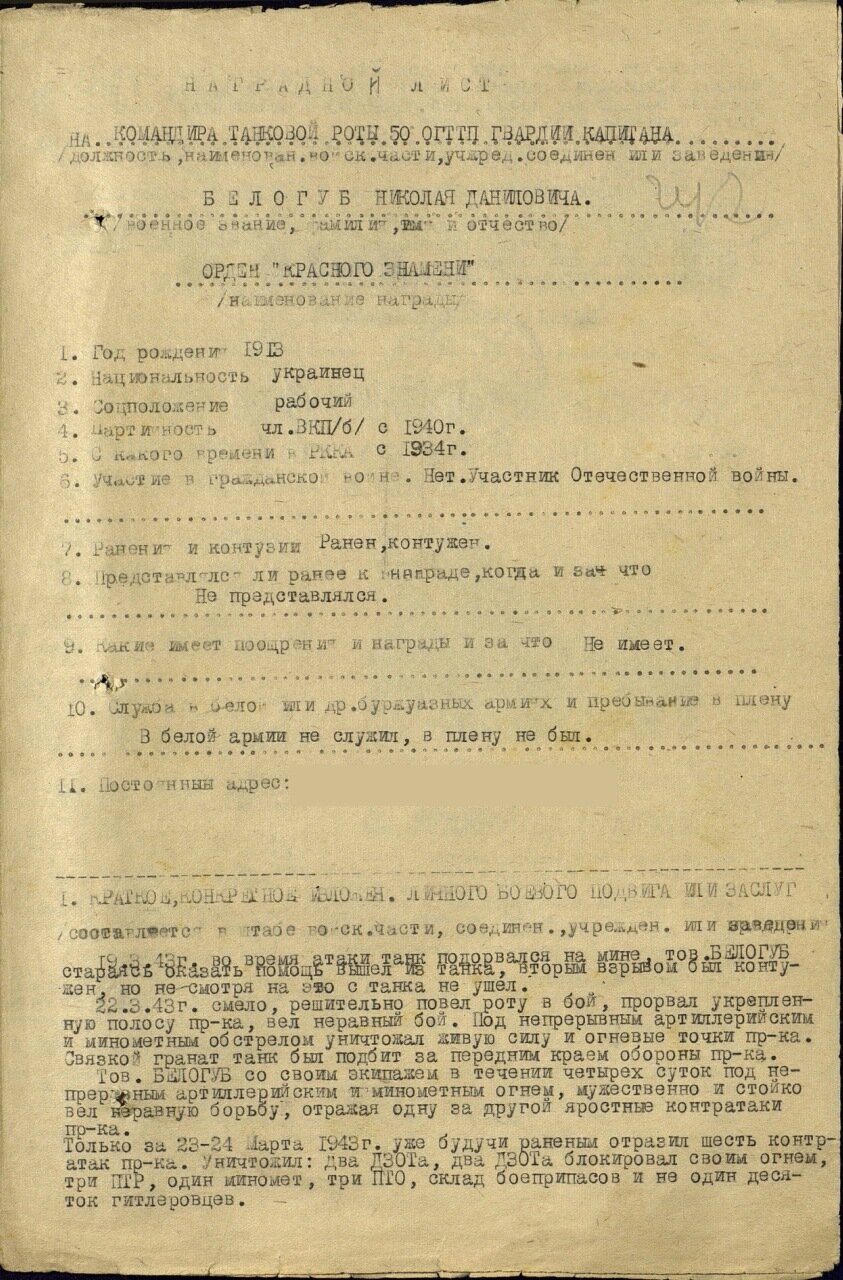 НАГРАДНОЙ ЛИСТ
НА КОМАНДИРА ТАНКОВОЙ РОТЫ 50 ОГТТП ГВАРДИИ КАПИТАНА
/должность,наименован.войск.части,учжред.соединен или заведения/
БЕЛОГУБ НИКОЛАЯ ДАНИЛОВИЧА.
/военное звание, фамилия,имя и отчество/
ОРДЕН "КРАСНОГО ЗНАМЕНИ"
/наименование награды/
1. Год рождения 1913
2. Национальность украинец
3. Соцположение рабочий
4. Партийность чл.ВКП/б/ с 1940г.
5. С какого времени в РККА с 1934г.
6. Участие в гражданской войне. Нет.Участник Отечественной войны.
7. Ранения и контузии Ранен,контужен.
8. Представлялся ли ранее к награде,когда и за что
Не представлялся.
9. Какие имеет поощрения и награды и за что Не имеет.
10. Служба в белой или др.буржуазных армиях и пребывание в плену
В белой армии не служил, в плену не был.
11. Постоянный адрес:
1. КРАТКОЕ,КОНКРЕТНОЕ ИЗЛОЖЕН. ЛИЧНОГО БОЕВОГО ПОДВИГА ИЛИ ЗАСЛУГ
/составляется в штабе войск.части, соединен.,учрежден. или заведени
19.3.43г. во время атаки танк подорвался на мине, тов.БЕЛОГУБ
стараясь оказать помощь вышел из танка, вторым взрывом был конту-
жен, но не смотря на это с танка не ушел.
22.3.43г. смело, решительно повел роту в бой, прорвал укреплен-
ную полосу пр-ка, вел неравный бой. Под непрерывным артиллерийским
и минометным обстрелом уничтожал живую силу и огневые точки пр-ка.
Связкой гранат танк был подбит за передним краем обороны пр-ка.
Тов. БЕЛОГУБ со своим экипажем в течении четырех суток под не-
прерывным артиллерийским и минометным огнем, мужественно и стойко
вел неравную борьбу, отражая одну за другой яростные контратаки
пр-ка.
Только за 23-24 Марта 1943г. уже будучи раненым отразил шесть контр-
атак пр-ка. Уничтожил: два ДЗОТа, два ДЗОТа блокировал своим огнем,
три ПТР, один миномет, три ПТО, склад боеприпасов и не один деся-
ток гитлеровцев.